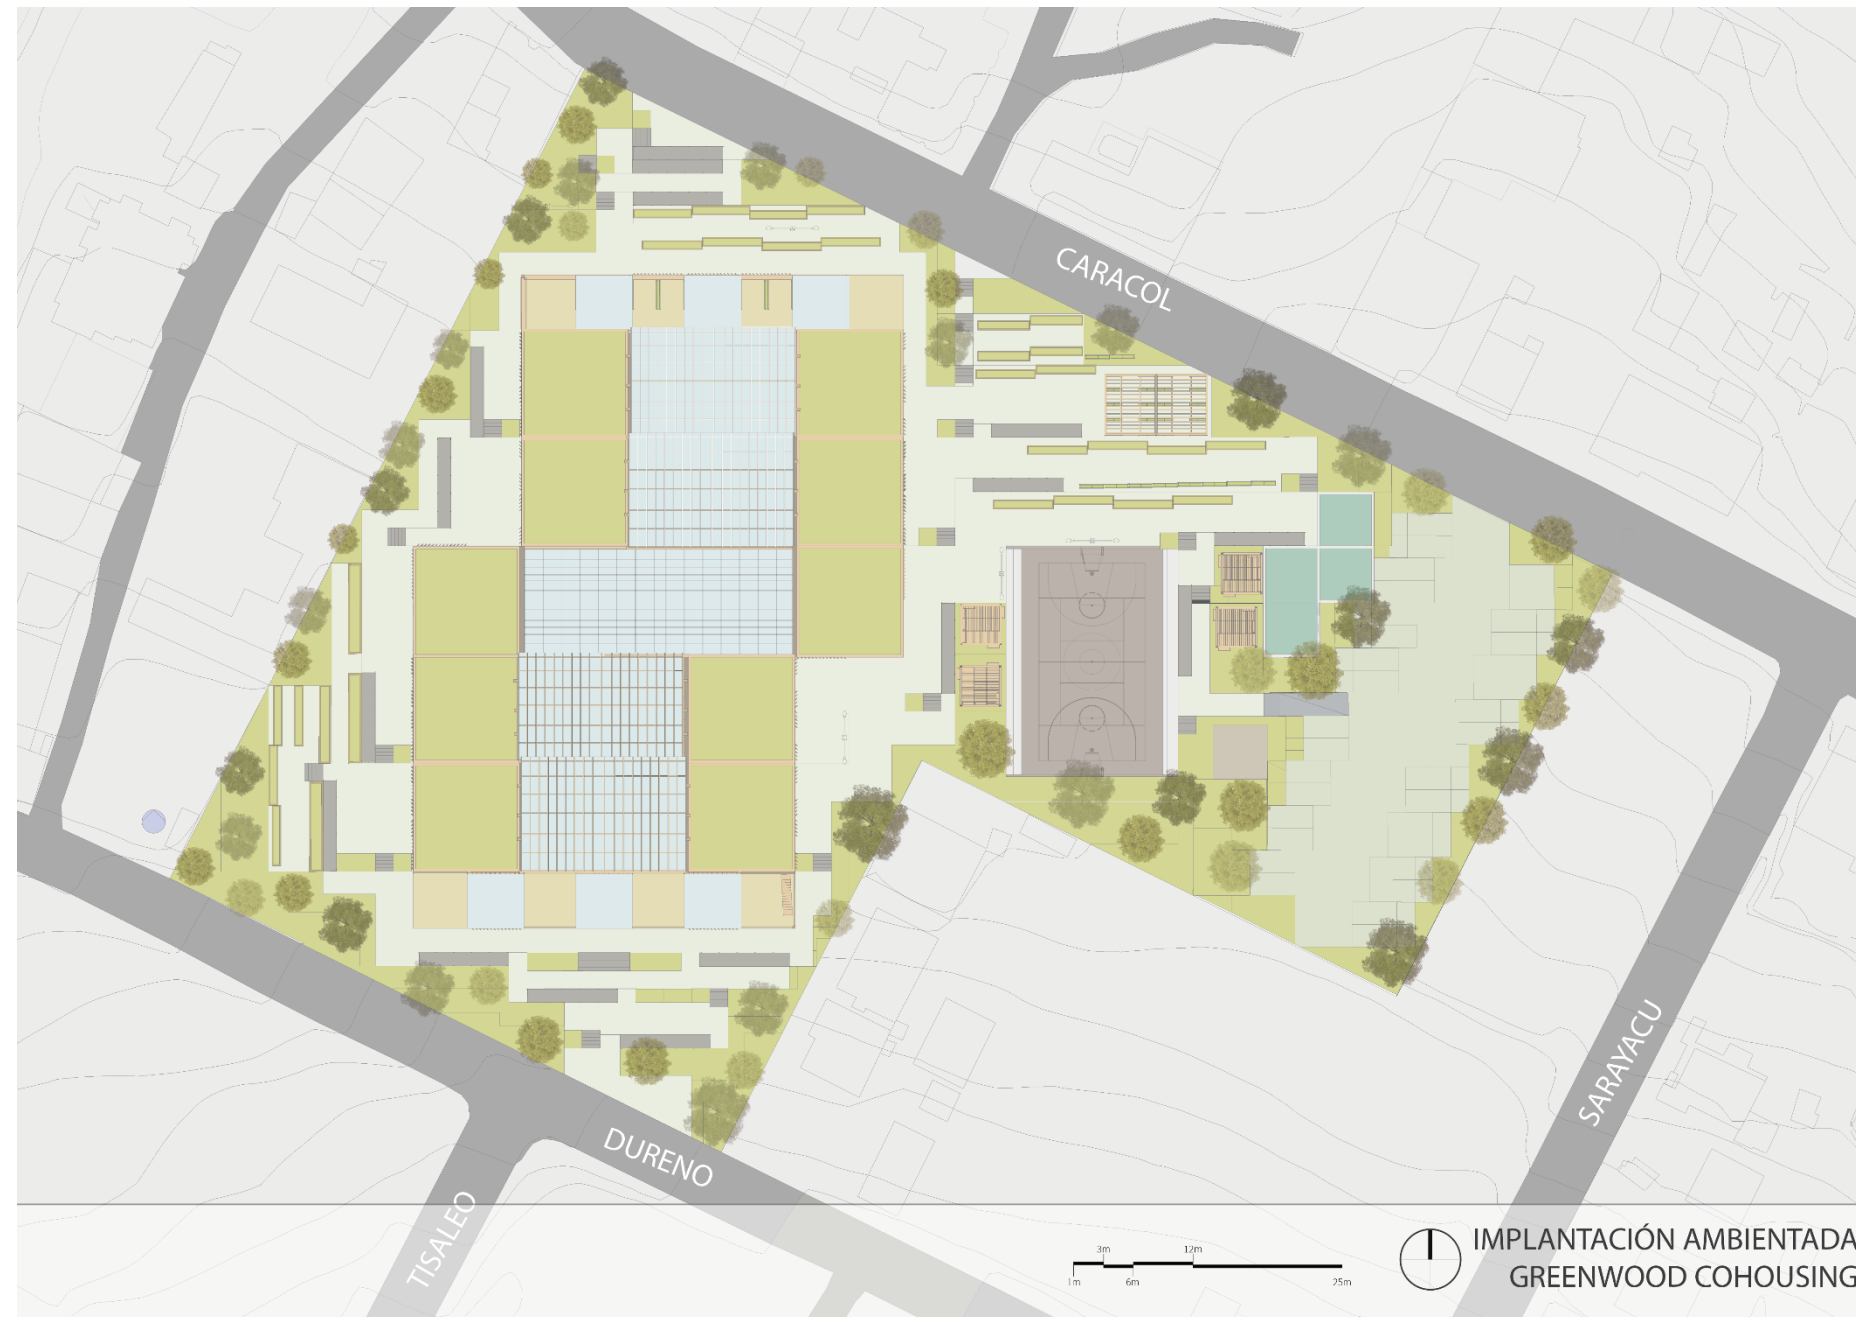 CARACOL
SARAYACU
DURENO
TISALEO
3m
12m
1m
6m
25m
IMPLANTACIÓN AMBIENTADA
GREENWOOD COHOUSING